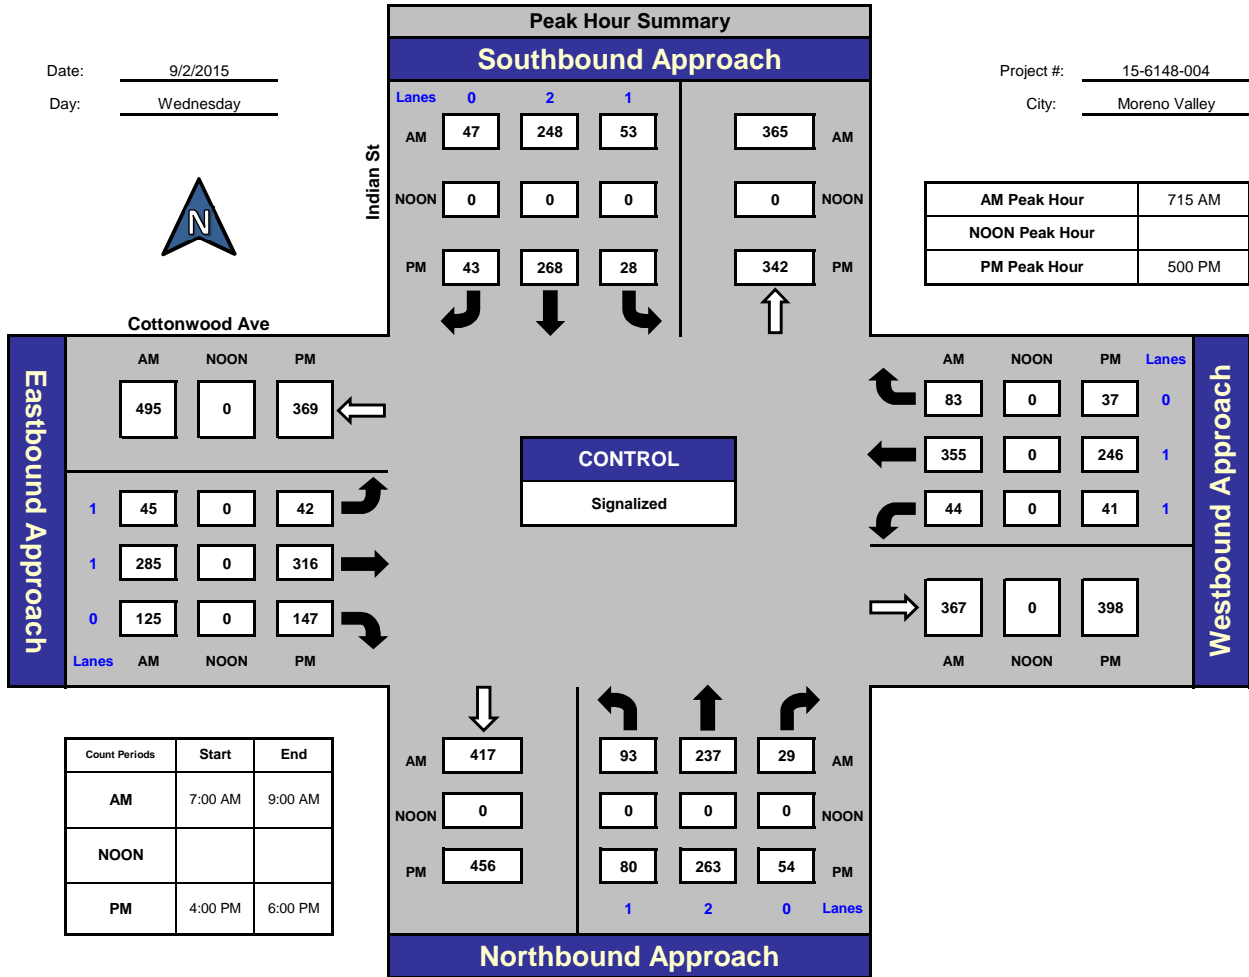 Peak Hour Summary
Southbound Approach
Date: 9/2/2015
Day: Wednesday
Project #: 15-6148-004
City: Moreno Valley
N
Indian St
Lanes 0 2 1
AM 47 248 53 365 AM
NOON 0 0 0 0 NOON
PM 43 268 28 342 PM
AM Peak Hour 715 AM
NOON Peak Hour
PM Peak Hour 500 PM
Cottonwood Ave
Eastbound Approach
AM NOON PM
495 0 369
1 45 0 42
1 285 0 316
0 125 0 147
Lanes AM NOON PM
CONTROL
Signalized
AM NOON PM Lanes
83 0 37 0
355 0 246 1
44 0 41 1
367 0 398
AM NOON PM
Westbound Approach
Count Periods Start End
AM 7:00 AM 9:00 AM
NOON
PM 4:00 PM 6:00 PM
AM 417 93 237 29 AM
NOON 0 0 0 0 NOON
PM 456 80 263 54 PM
1 2 0 Lanes
Northbound Approach